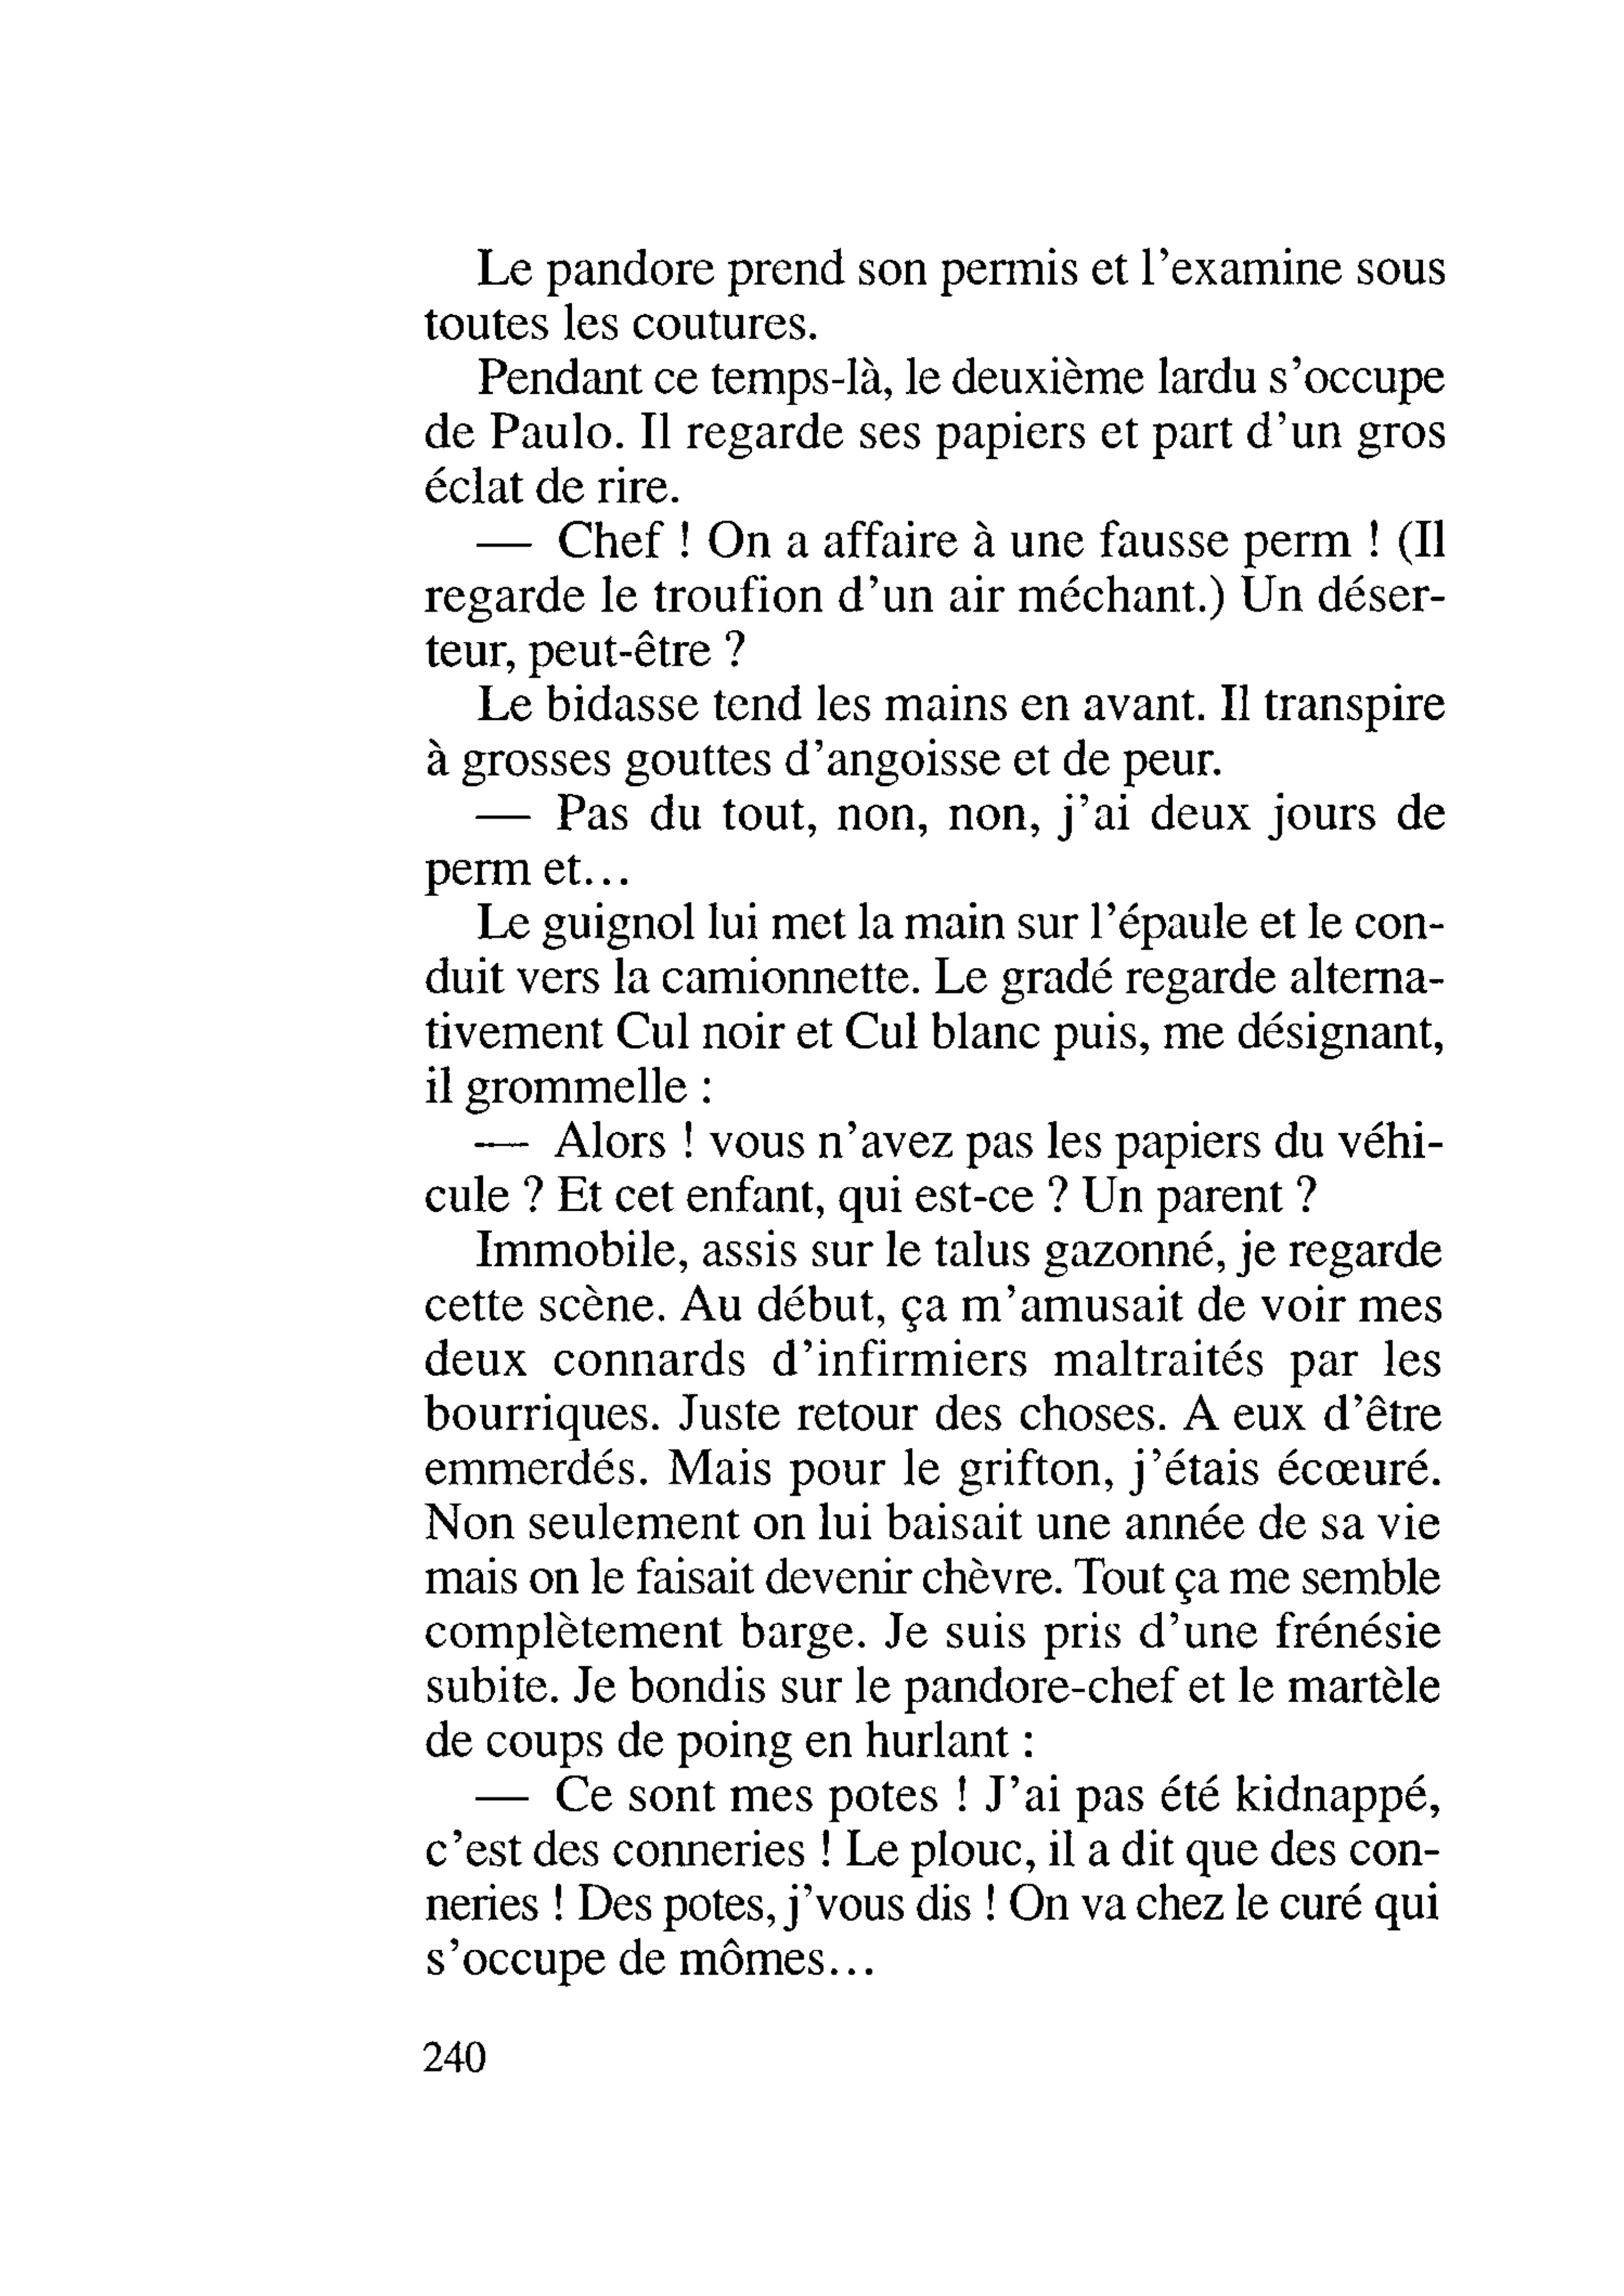 Le pandore prend son permis et l'examine sous
toutes les coutures.
Pendant ce temps-là, le deuxième lardu s'occupe
de Paulo. Il regarde ses papiers et part d'un gros
éclat de rire.
— Chef ! On a affaire à une fausse perm ! (Il
regarde le troufion d'un air méchant.) Un déser-
teur, peut-être ?
Le bidasse tend les mains en avant. Il transpire
à grosses gouttes d'angoisse et de peur.
— Pas du tout, non, non, j'ai deux jours de
perm et...
Le guignol lui met la main sur l'épaule et le con-
duit vers la camionnette. Le gradé regarde alterna-
tivement Cul noir et Cul blanc puis, me désignant,
il grommelle :
— Alors ! vous n'avez pas les papiers du véhi-
cule ? Et cet enfant, qui est-ce ? Un parent ?
Immobile, assis sur le talus gazonné, je regarde
cette scène. Au début, ça m'amusait de voir mes
deux connards d'infirmiers maltraités par les
bourriques. Juste retour des choses. A eux d'être
emmerdés. Mais pour le grifton, j'étais écœuré.
Non seulement on lui baisait une année de sa vie
mais on le faisait devenir chèvre. Tout ça me semble
complètement barge. Je suis pris d'une frénésie
subite. Je bondis sur le pandore-chef et le martèle
de coups de poing en hurlant :
— Ce sont mes potes ! J'ai pas été kidnappé,
c'est des conneries ! Le plouc, il a dit que des con-
neries ! Des potes, j'vous dis ! On va chez le curé qui
s'occupe de mômes...
240